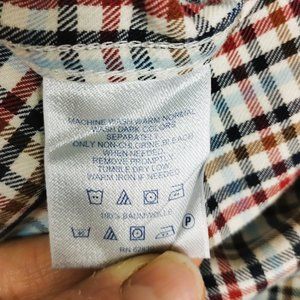 MACHINE WASH WARM NORMAL
WASH DARK COLORS
SEPARATELY
ONLY NON-CHLORINE BLEACH
WHEN NEEDED
REMOVE PROMPTLY
TUMBLE DRY LOW
WARM IRON IF NEEDED
100% BAUMWOLLE
P
RN